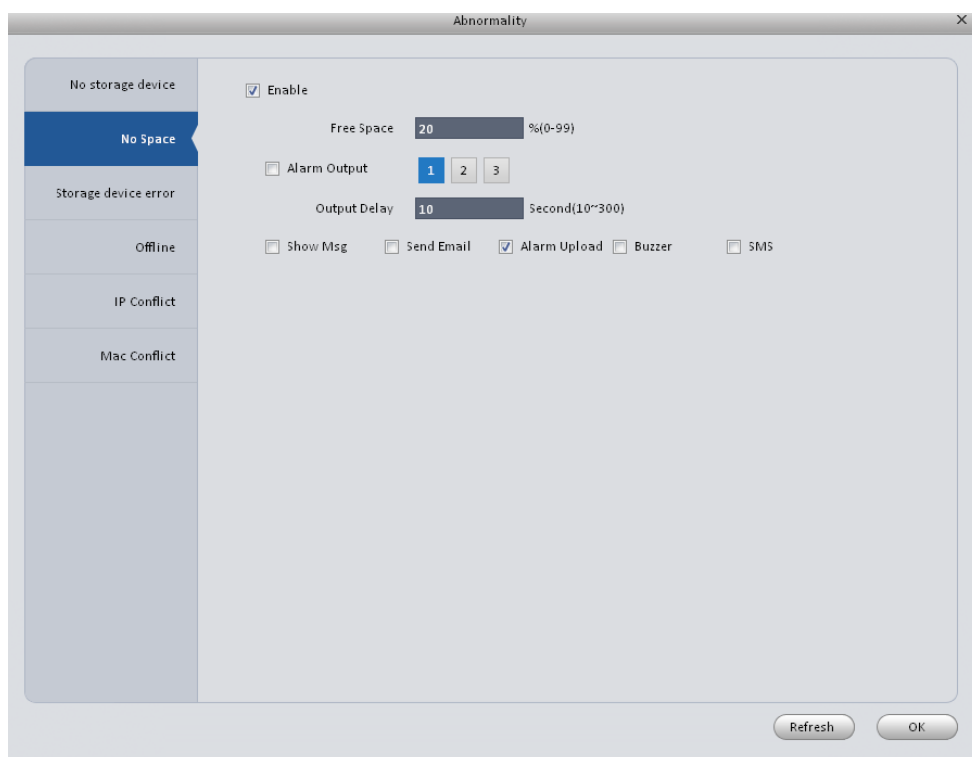 Abnormality
No storage device
No Space
Storage device error
Offline
IP Conflict
Mac Conflict
Enable
Free Space 20 %(0-99)
Alarm Output 1 2 3
Output Delay 10 Second(10~300)
Show Msg Send Email Alarm Upload Buzzer SMS
Refresh OK